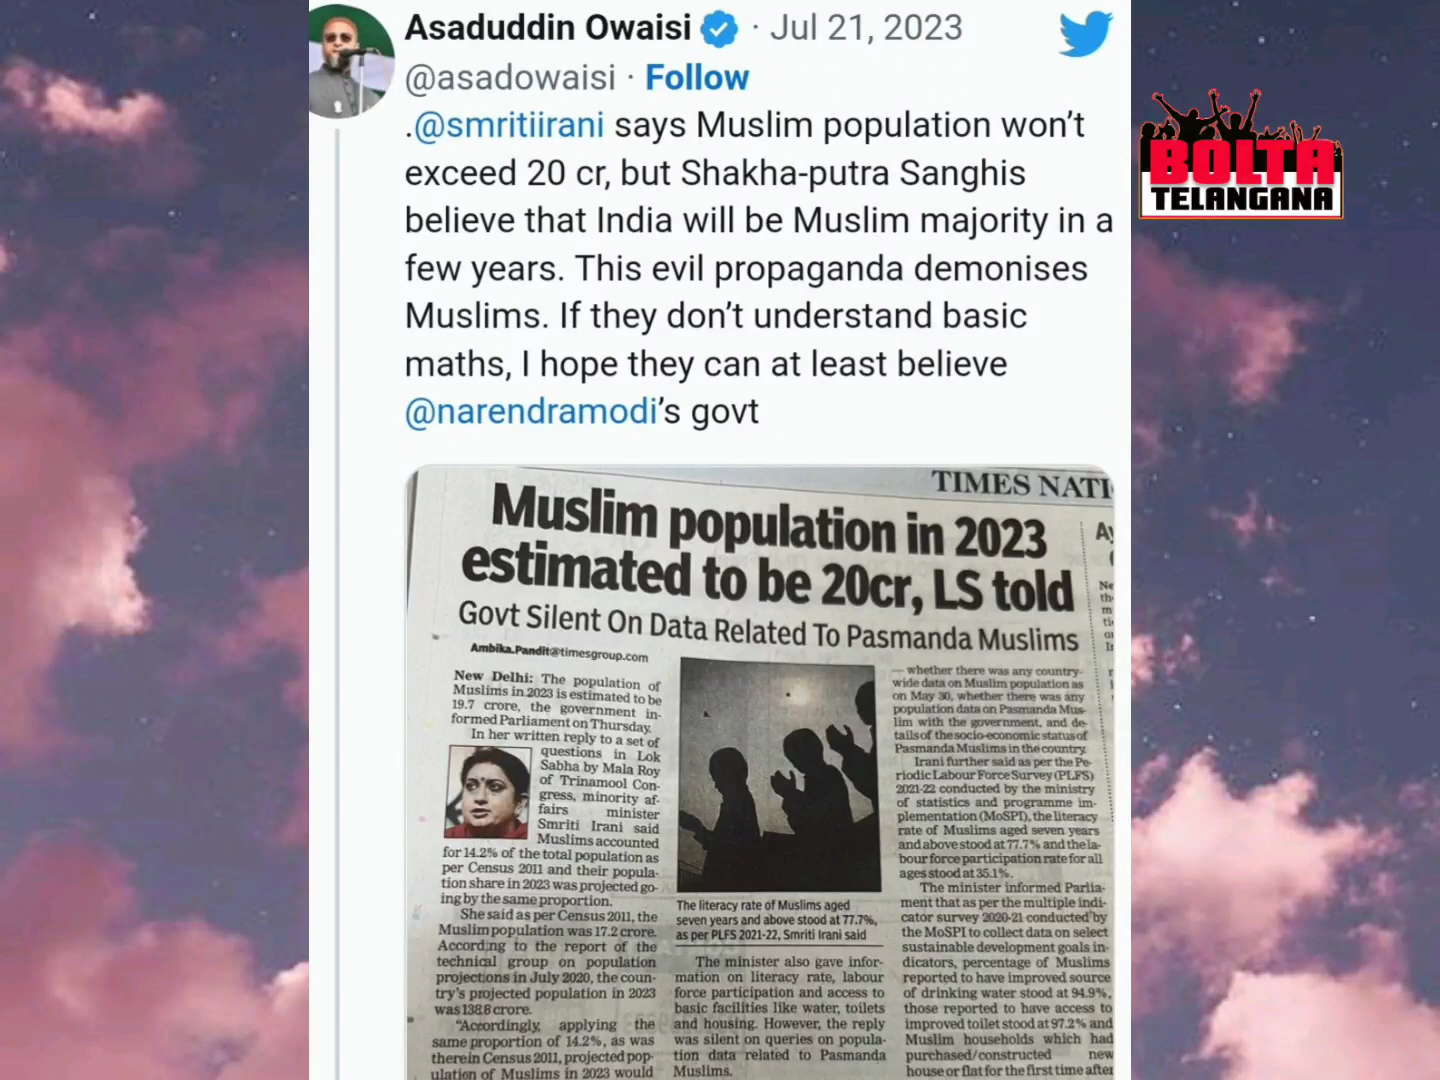 Asaduddin Owaisi · Jul 21, 2023
@asadowaisi · Follow
.@smritiirani says Muslim population won't
exceed 20 cr, but Shakha-putra Sanghis
believe that India will be Muslim majority in a
few years. This evil propaganda demonises
Muslims. If they don't understand basic
maths, I hope they can at least believe
@narendramodi's govt
BOLTA
TELANGANA
TIMES NATI
Muslim population in 2023
estimated to be 20cr, LS told
Govt Silent On Data Related To Pasmanda Muslims
Ambika.Pandit@timesgroup.com
New Delhi: The population of
Muslims in 2023 is estimated to be
19.7 crore, the government in-
formed Parliament on Thursday.
In her written reply to a set of
questions in Lok
Sabha by Mala Roy
of Trinamool Con-
gress, minority af-
fairs minister
Smriti Irani said
Muslims accounted
for 14.2% of the total population as
per Census 2011 and their popula-
tion share in 2023 was projected go-
ing by the same proportion.
She said as per Census 2011, the
Muslim population was 17.2 crore.
According to the report of the
technical group on population
projections in July 2020, the coun-
try's projected population in 2023
was 138.8 crore.
"Accordingly, applying the
same proportion of 14.2%, as was
therein Census 2011, projected pop-
ulation of Muslims in 2023 would
The literacy rate of Muslims aged
seven years and above stood at 77.7%,
as per PLFS 2021-22, Smriti Irani said
The minister also gave infor-
mation on literacy rate, labour
force participation and access to
basic facilities like water, toilets
and housing. However, the reply
was silent on queries on popula-
tion data related to Pasmanda
Muslims.
— whether there was any country-
wide data on Muslim population as
on May 30, whether there was any
population data on Pasmanda Mus-
lim with the government, and de-
tails of the socio-economic status of
Pasmanda Muslims in the country.
Irani further said as per the Pe-
riodic Labour Force Survey (PLFS)
2021-22 conducted by the ministry
of statistics and programme im-
plementation (MoSPI), the literacy
rate of Muslims aged seven years
and above stood at 77.7% and the la-
bour force participation rate for all
ages stood at 35.1%.
The minister informed Parlia-
ment that as per the multiple indi-
cator survey 2020-21 conducted by
the MoSPI to collect data on select
sustainable development goals in-
dicators, percentage of Muslims
reported to have improved source
of drinking water stood at 94.9%,
those reported to have access to
improved toilet stood at 97.2% and
Muslim households which had
purchased/constructed new
house or flat for the first time after